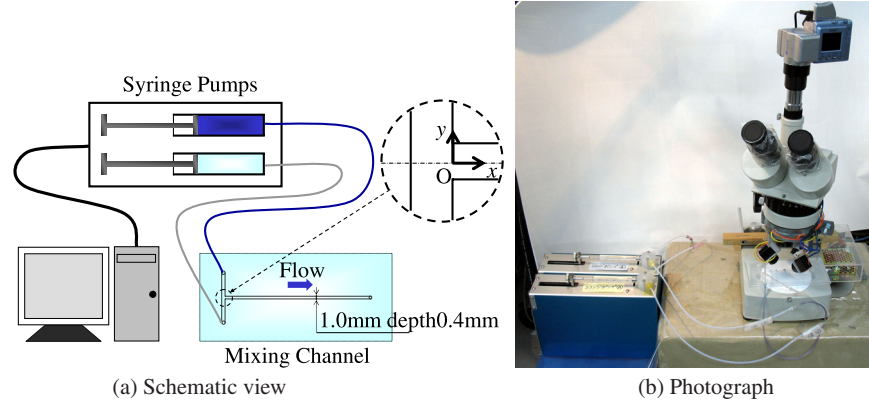 Syringe Pumps
y
O
x
Flow
1.0mm depth0.4mm
Mixing Channel
(a) Schematic view
(b) Photograph